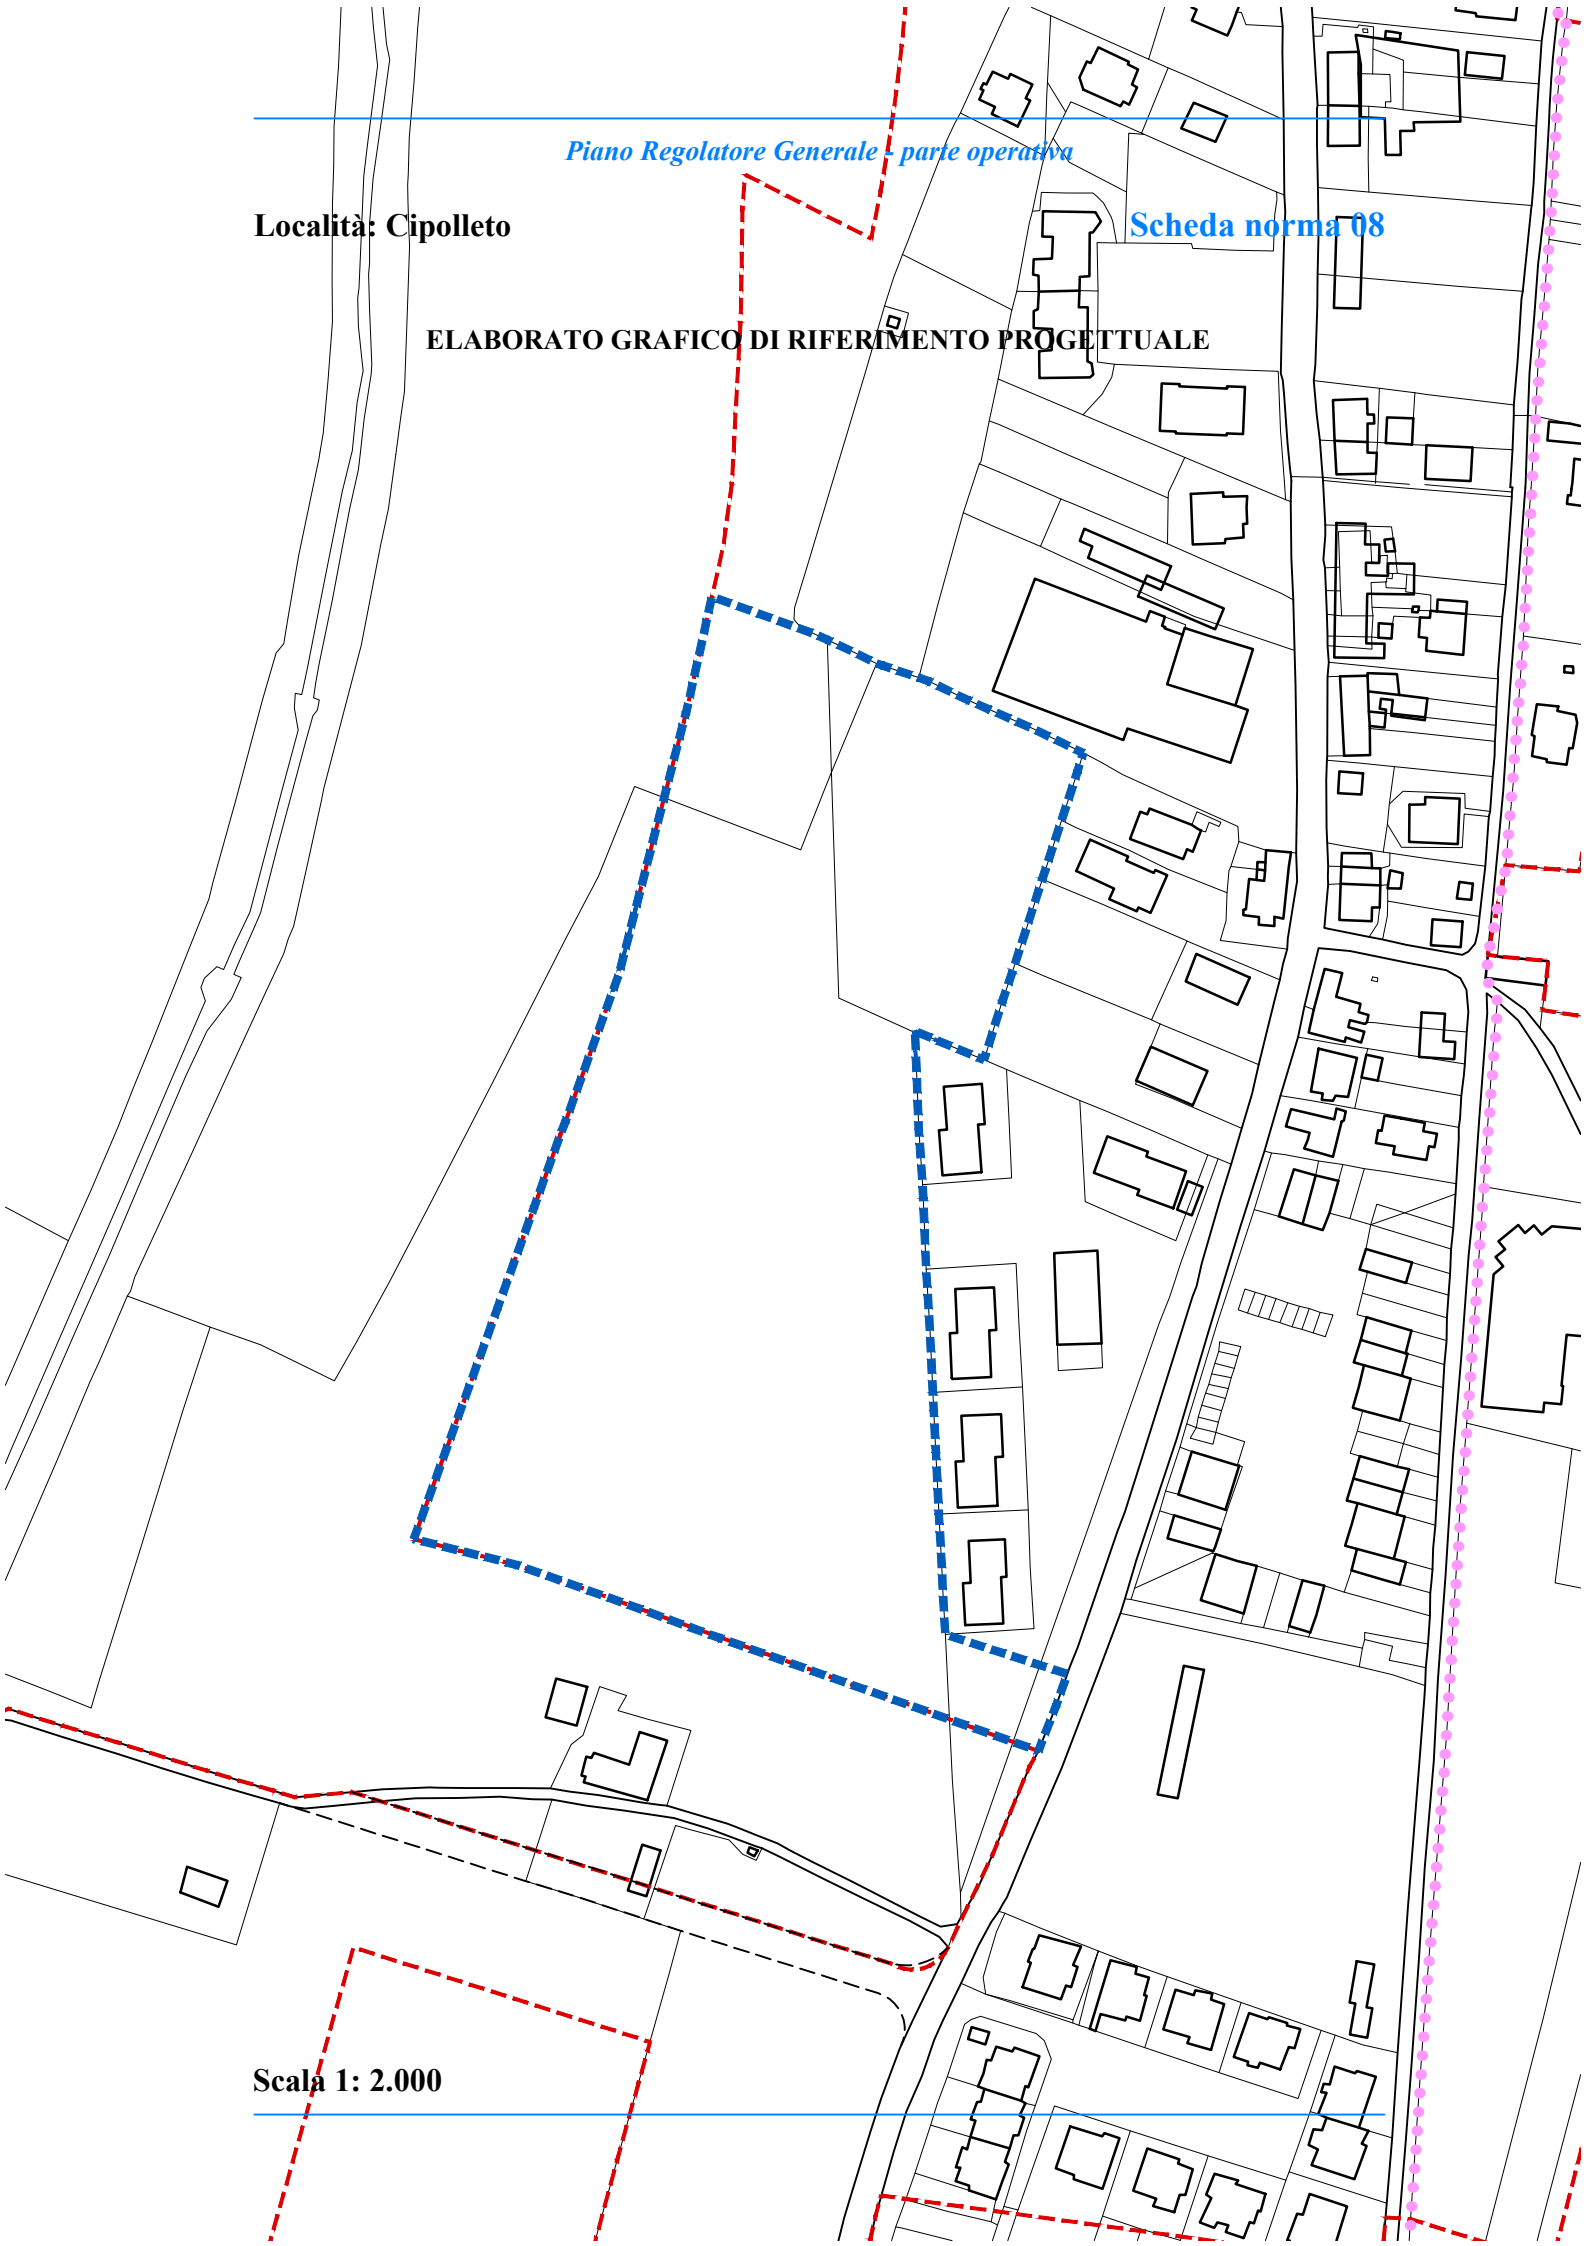 Piano Regolatore Generale - parte operativa
Località: Cipolleto
Scheda norma 08
ELABORATO GRAFICO DI RIFERIMENTO PROGETTUALE
Scala 1: 2.000